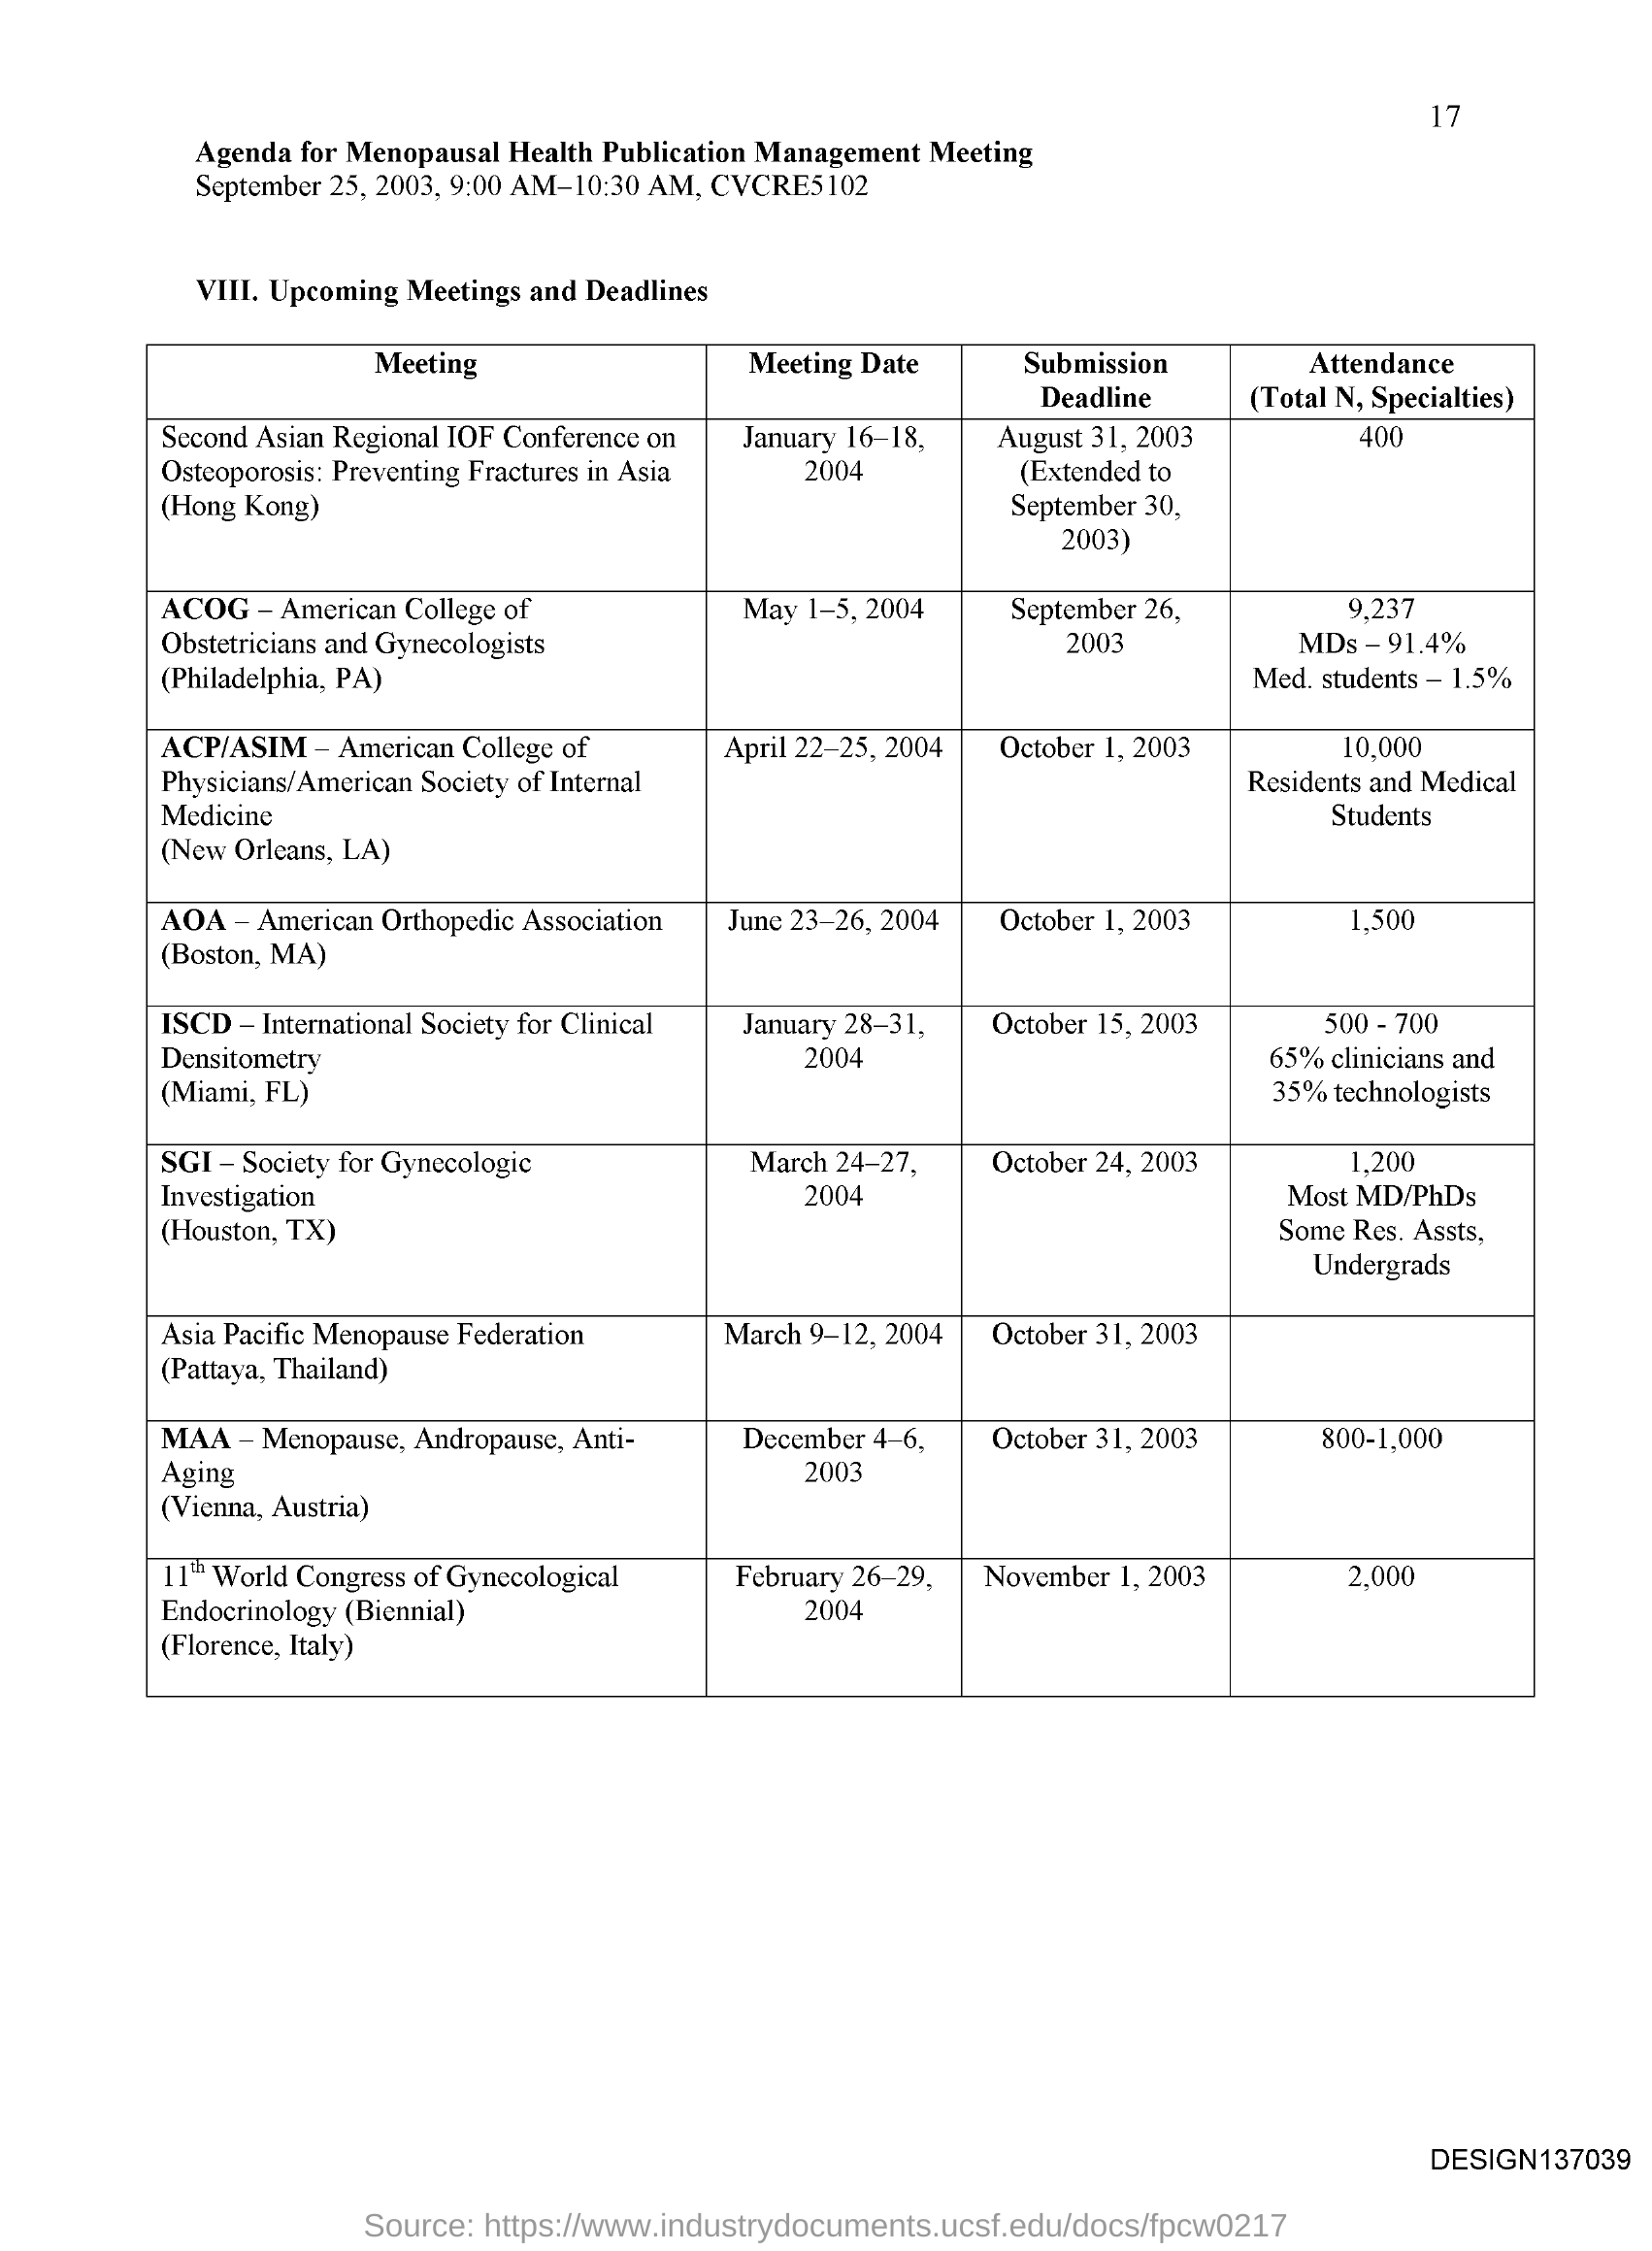 17
Agenda for Menopausal Health Publication Management Meeting
September 25, 2003, 9:00 AM–10:30 AM, CVCRE5102
VIII. Upcoming Meetings and Deadlines
Meeting
Meeting Date
Submission
Deadline
Attendance
(Total N, Specialties)
Second Asian Regional IOF Conference on
Osteoporosis: Preventing Fractures in Asia
(Hong Kong)
January 16–18,
2004
August 31, 2003
(Extended to
September 30,
2003)
400
ACOG – American College of
Obstetricians and Gynecologists
(Philadelphia, PA)
May 1–5, 2004
September 26,
2003
9,237
MDs – 91.4%
Med. students – 1.5%
ACP/ASIM – American College of
Physicians/American Society of Internal
Medicine
(New Orleans, LA)
April 22–25, 2004
October 1, 2003
10,000
Residents and Medical
Students
AOA – American Orthopedic Association
(Boston, MA)
June 23–26, 2004
October 1, 2003
1,500
ISCD – International Society for Clinical
Densitometry
(Miami, FL)
January 28–31,
2004
October 15, 2003
500 - 700
65% clinicians and
35% technologists
SGI – Society for Gynecologic
Investigation
(Houston, TX)
March 24–27,
2004
October 24, 2003
1,200
Most MD/PhDs
Some Res. Assts,
Undergrads
Asia Pacific Menopause Federation
(Pattaya, Thailand)
March 9–12, 2004
October 31, 2003
MAA – Menopause, Andropause, Anti-
Aging
(Vienna, Austria)
December 4–6,
2003
October 31, 2003
800-1,000
11th World Congress of Gynecological
Endocrinology (Biennial)
(Florence, Italy)
February 26–29,
2004
November 1, 2003
2,000
DESIGN137039
Source: https://www.industrydocuments.ucsf.edu/docs/fpcw0217